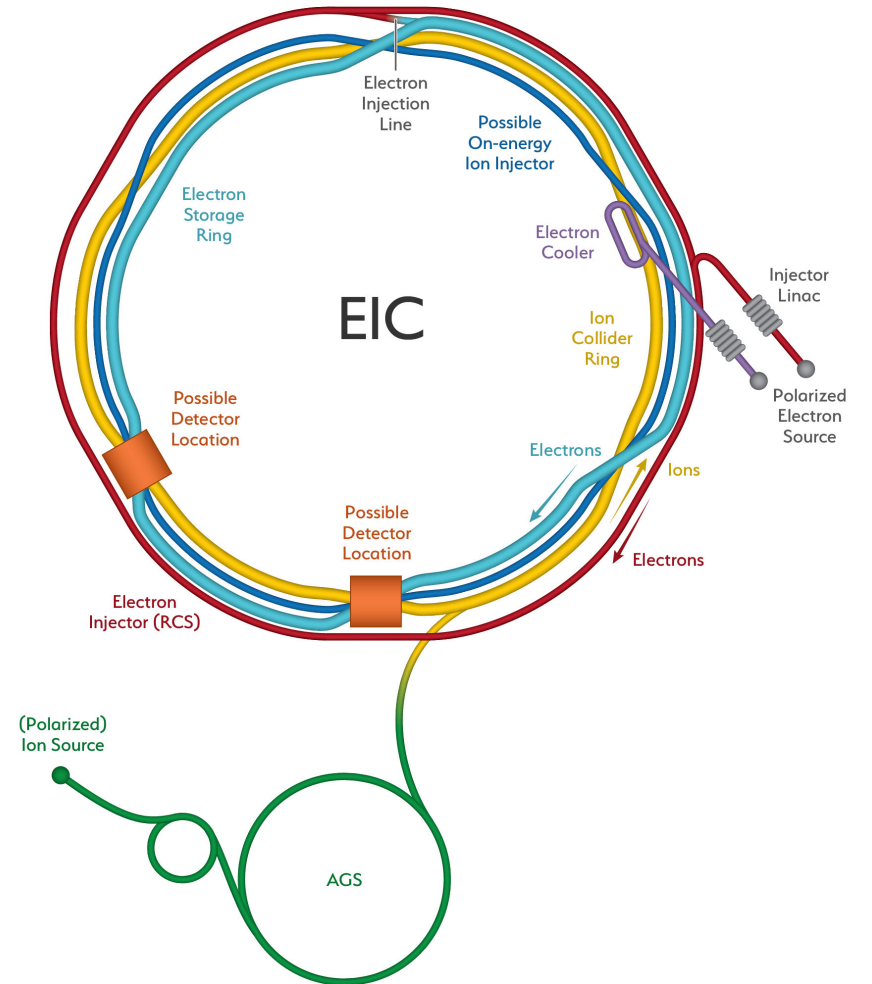 Electron
Injection
Line
Possible
On-energy
Ion Injector
Electron
Storage
Ring
Electron
Cooler
Injector
Linac
EIC
Ion
Collider
Ring
Polarized
Electron
Source
Possible
Detector
Location
Electrons
Ions
Possible
Detector
Location
Electrons
Electron
Injector (RCS)
(Polarized)
Ion Source
AGS